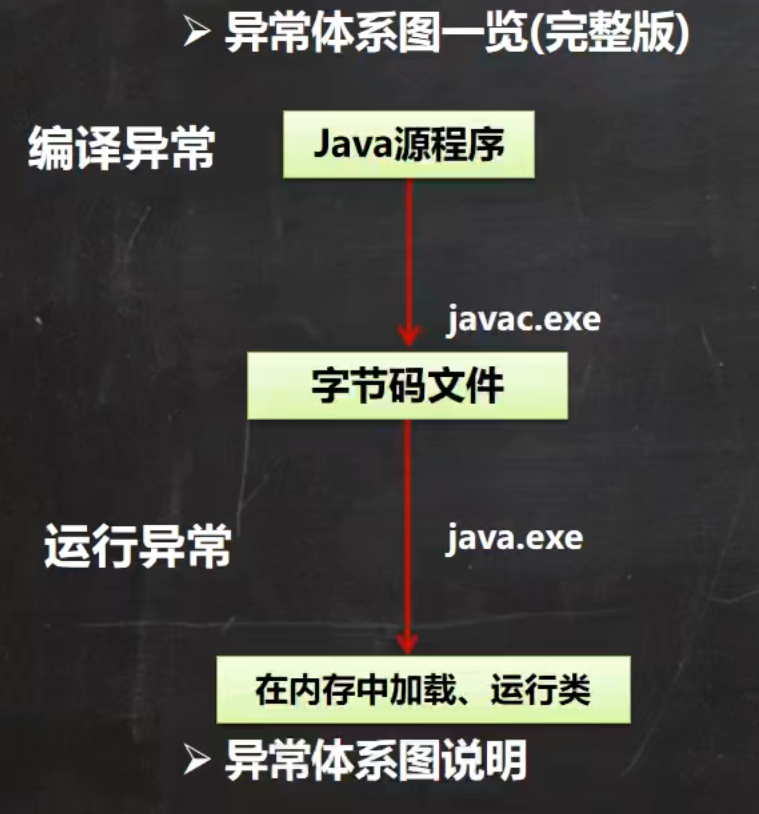 ➢ 异常体系图一览(完整版)
编译异常
Java源程序
javac.exe
字节码文件
运行异常
java.exe
在内存中加载、运行类
➢ 异常体系图说明